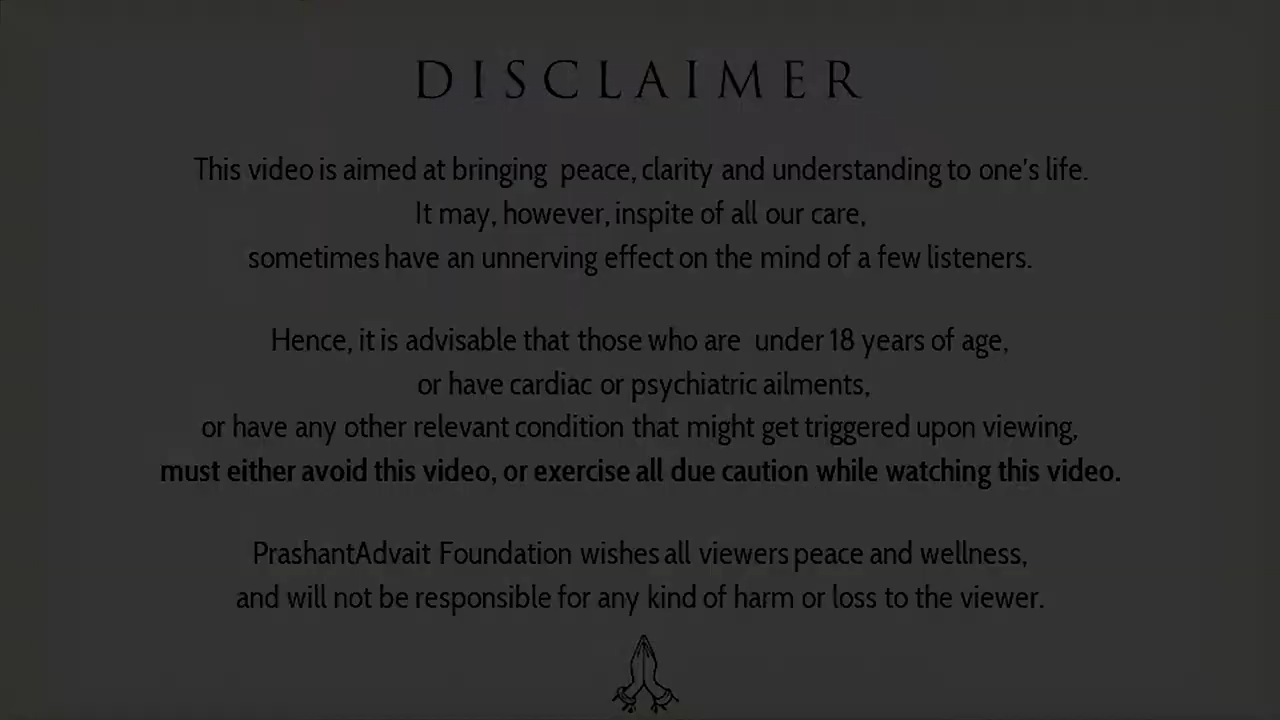 DISCLAIMER
This video is aimed at bringing peace, clarity and understanding to one's life.
It may, however, inspite of all our care,
sometimes have an unnerving effect on the mind of a few listeners.
Hence, it is advisable that those who are under 18 years of age,
or have cardiac or psychiatric ailments,
or have any other relevant condition that might get triggered upon viewing,
must either avoid this video, or exercise all due caution while watching this video.
PrashantAdvait Foundation wishes all viewers peace and wellness,
and will not be responsible for any kind of harm or loss to the viewer.